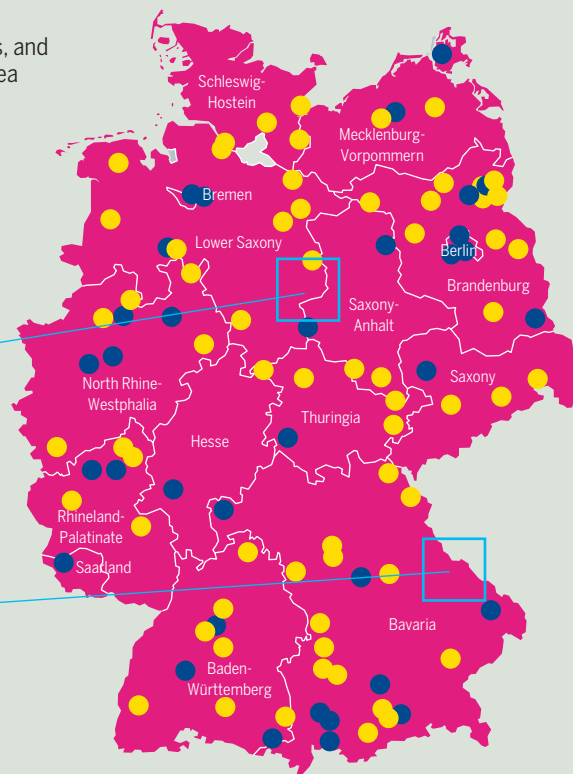 s, and
ea
Schleswig-
Hostein
Mecklenburg-
Vorpommern
Bremen
Lower Saxony
Berlin
Brandenburg
Saxony-
Anhalt
North Rhine-
Westphalia
Saxony
Thuringia
Hesse
Rhineland-
Palatinate
Saarland
Bavaria
Baden-
Württemberg